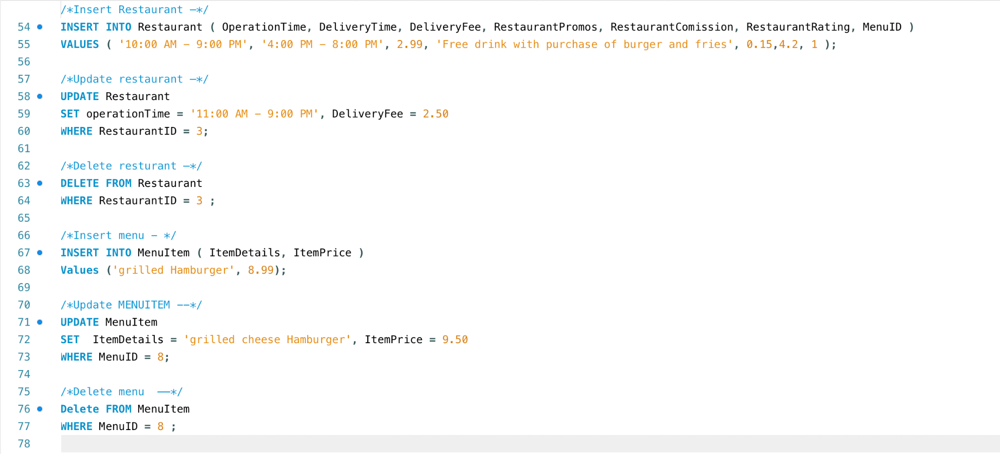 /*Insert Restaurant –*/
54 INSERT INTO Restaurant ( OperationTime, DeliveryTime, DeliveryFee, RestaurantPromos, RestaurantComission, RestaurantRating, MenuID )
55 VALUES ( '10:00 AM – 9:00 PM', '4:00 PM – 8:00 PM', 2.99, 'Free drink with purchase of burger and fries', 0.15,4.2, 1 );
56
57 /*Update restaurant –*/
58 UPDATE Restaurant
59 SET operationTime = '11:00 AM – 9:00 PM', DeliveryFee = 2.50
60 WHERE RestaurantID = 3;
61
62 /*Delete resturant –*/
63 DELETE FROM Restaurant
64 WHERE RestaurantID = 3 ;
65
66 /*Insert menu – */
67 INSERT INTO MenuItem ( ItemDetails, ItemPrice )
68 Values ('grilled Hamburger', 8.99);
69
70 /*Update MENUITEM --*/
71 UPDATE MenuItem
72 SET  ItemDetails = 'grilled cheese Hamburger', ItemPrice = 9.50
73 WHERE MenuID = 8;
74
75 /*Delete menu  —–*/
76 Delete FROM MenuItem
77 WHERE MenuID = 8 ;
78